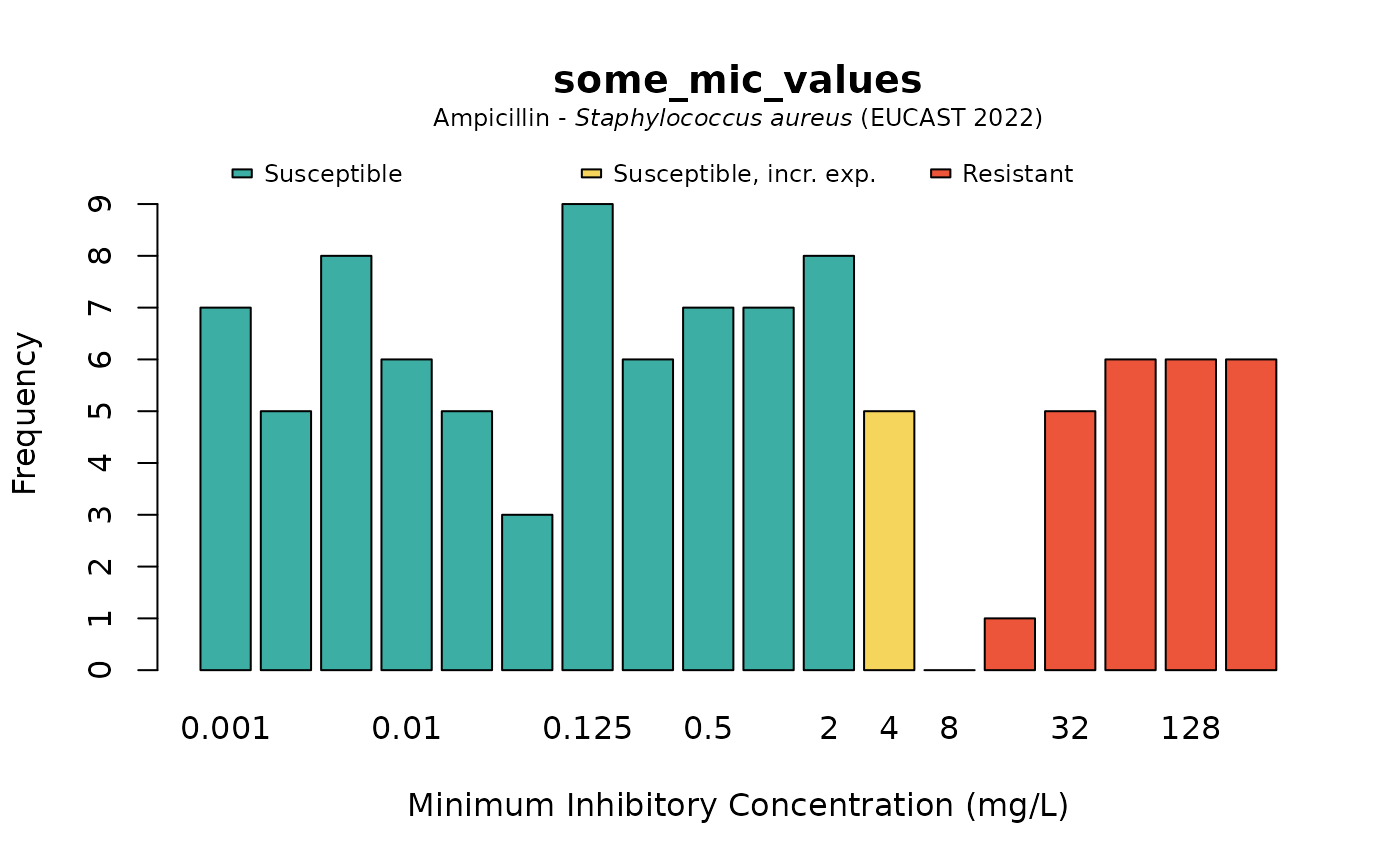 some_mic_values
Ampicillin - Staphylococcus aureus (EUCAST 2022)
Susceptible
Susceptible, incr. exp.
Resistant
Frequency
9
8
7
6
5
4
3
2
1
0
0.001 0.01 0.125 0.5 2 4 8 32 128
Minimum Inhibitory Concentration (mg/L)